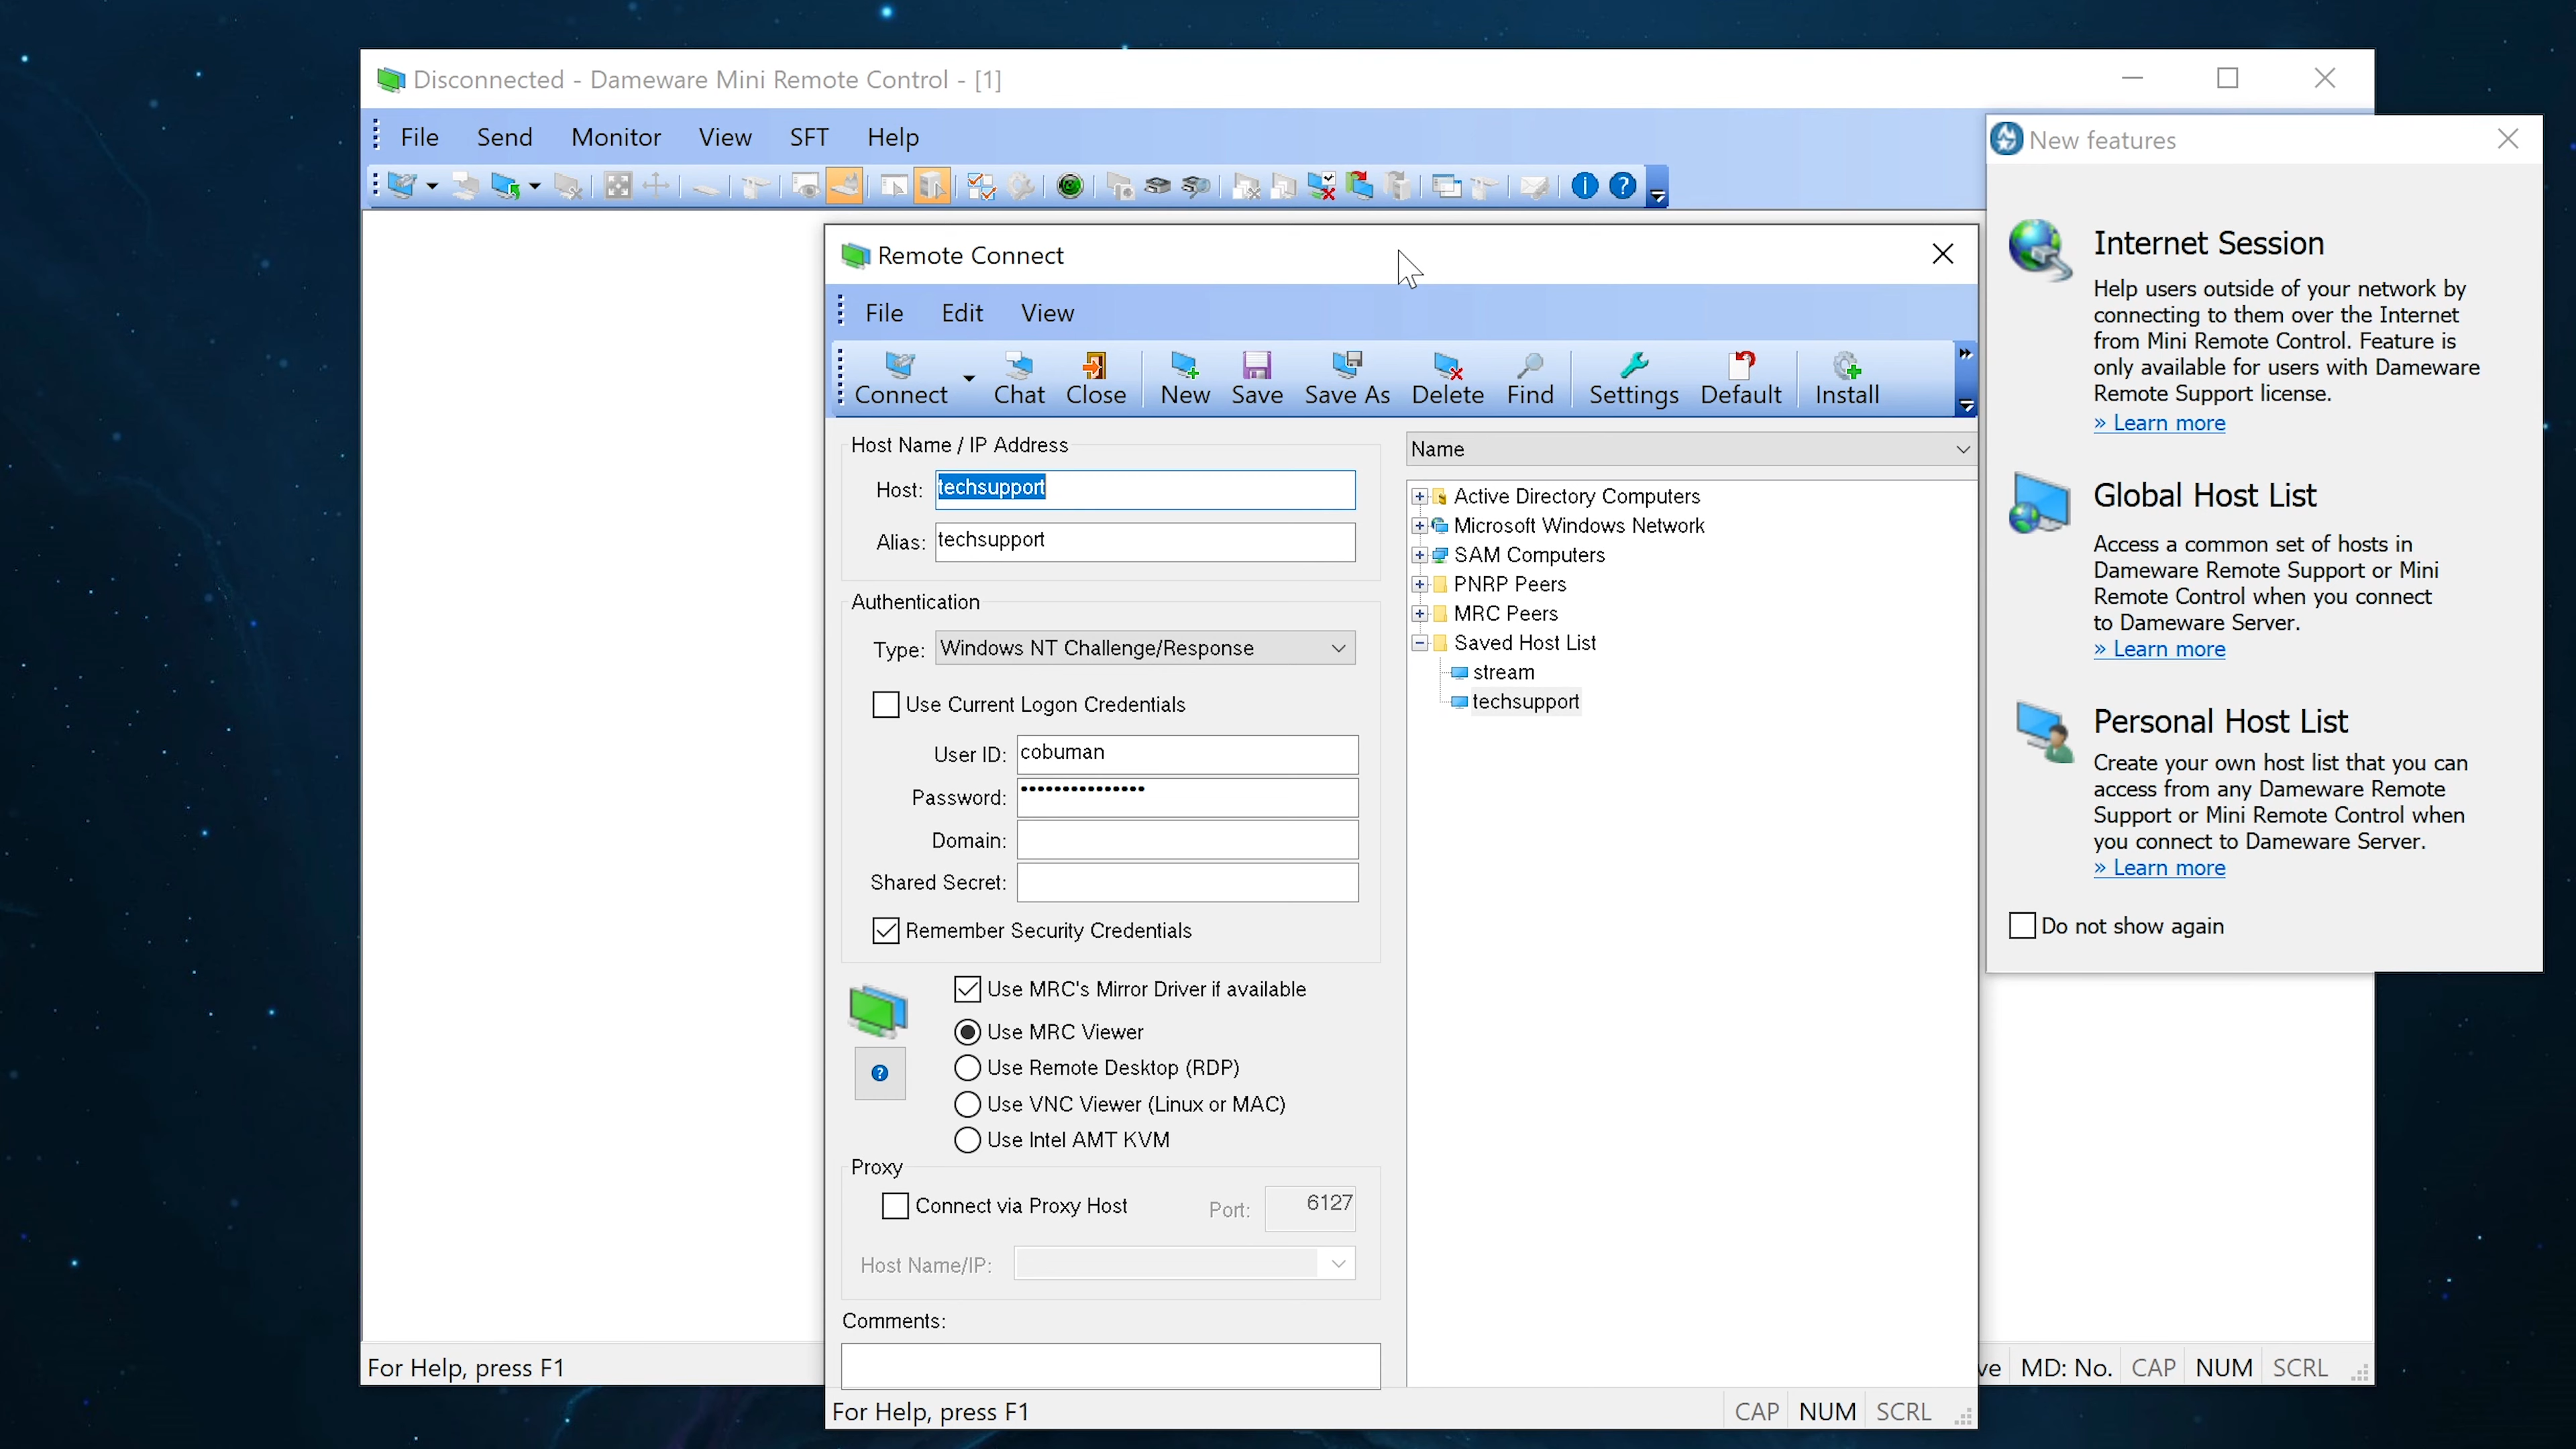 Disconnected - Dameware Mini Remote Control - [1]
File Send Monitor View SFT Help
Remote Connect
File Edit View
Connect Chat Close New Save Save As Delete Find Settings Default Install
Host Name / IP Address
Host: techsupport
Alias: techsupport
Authentication
Type: Windows NT Challenge/Response
Use Current Logon Credentials
User ID: cobuman
Password: •••••••••••••••
Domain:
Shared Secret:
Remember Security Credentials
Use MRC's Mirror Driver if available
Use MRC Viewer
Use Remote Desktop (RDP)
Use VNC Viewer (Linux or MAC)
Use Intel AMT KVM
Proxy
Connect via Proxy Host Port: 6127
Host Name/IP:
Comments:
For Help, press F1
CAP NUM SCRL
Name
Active Directory Computers
Microsoft Windows Network
SAM Computers
PNRP Peers
MRC Peers
Saved Host List
stream
techsupport
New features
Internet Session
Help users outside of your network by
connecting to them over the Internet
from Mini Remote Control. Feature is
only available for users with Dameware
Remote Support license.
» Learn more
Global Host List
Access a common set of hosts in
Dameware Remote Support or Mini
Remote Control when you connect
to Dameware Server.
» Learn more
Personal Host List
Create your own host list that you can
access from any Dameware Remote
Support or Mini Remote Control when
you connect to Dameware Server.
» Learn more
Do not show again
For Help, press F1
ve MD: No. CAP NUM SCRL